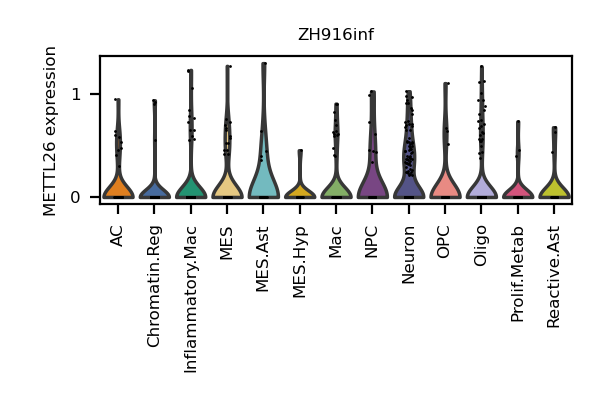 ZH916inf
METTL26 expression
1
0
AC
Chromatin.Reg
Inflammatory.Mac
MES
MES.Ast
MES.Hyp
Mac
NPC
Neuron
OPC
Oligo
Prolif.Metab
Reactive.Ast